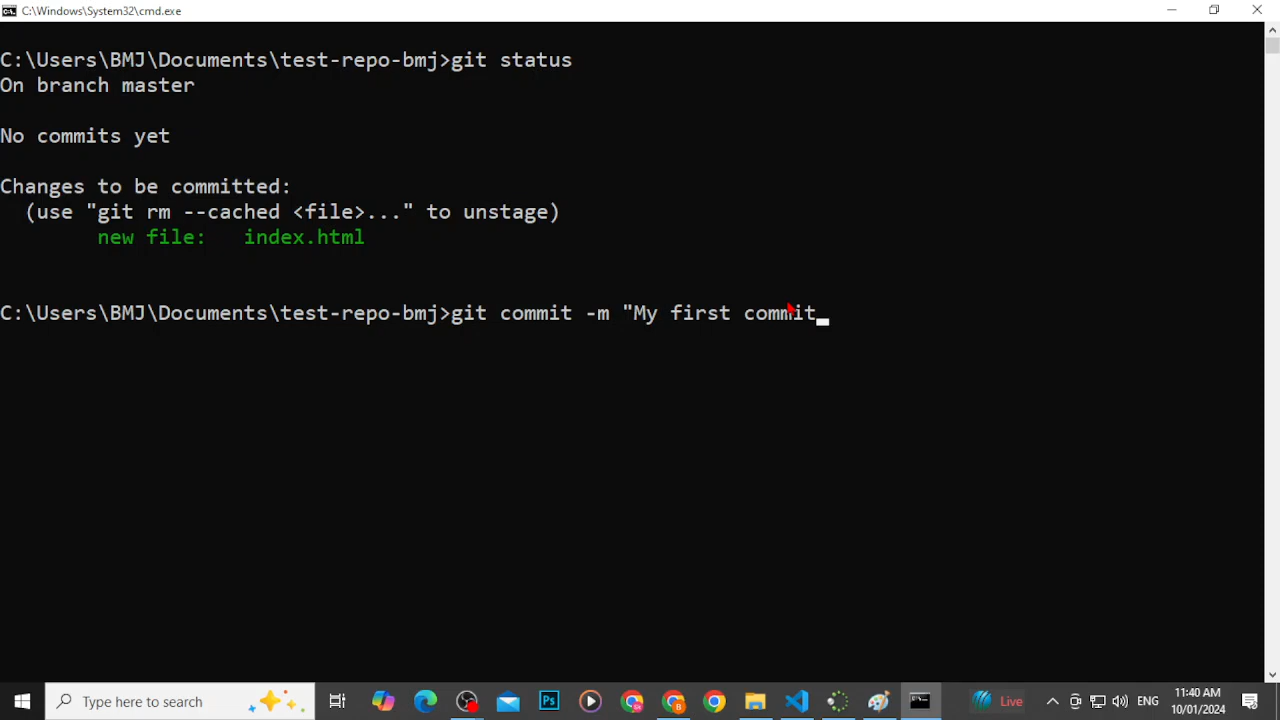 C:\Windows\System32\cmd.exe
C:\Users\BMJ\Documents\test-repo-bmj>git status
On branch master
No commits yet
Changes to be committed:
  (use "git rm --cached <file>..." to unstage)
        new file:   index.html
C:\Users\BMJ\Documents\test-repo-bmj>git commit -m "My first commit
Type here to search
Ps
Live
ENG
11:40 AM
10/01/2024